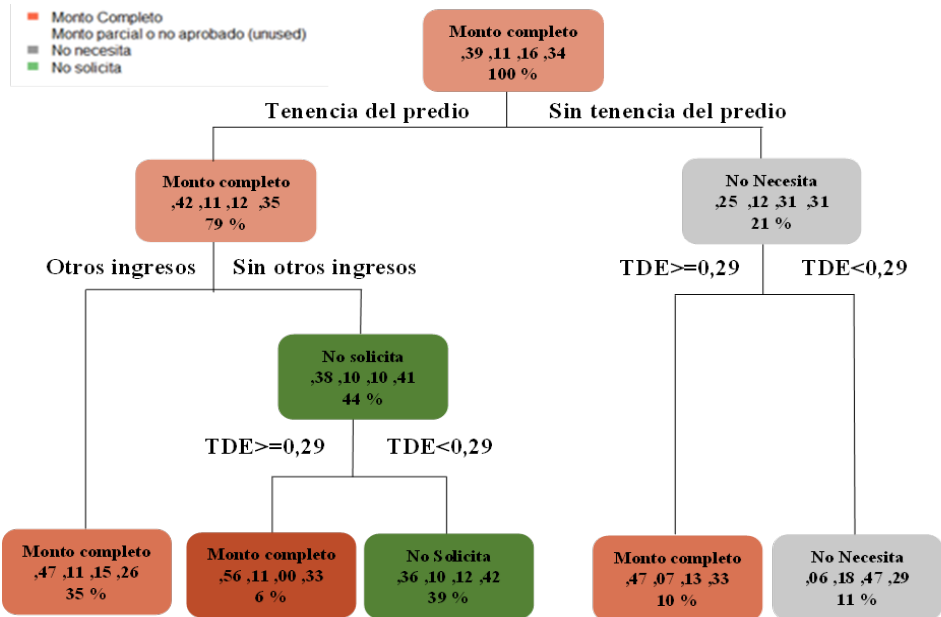 Monto Completo
Monto parcial o no aprobado (unused)
No necesita
No solicita
Monto completo
,39 ,11 ,16 ,34
100 %
Tenencia del predio
Sin tenencia del predio
Monto completo
,42 ,11 ,12 ,35
79 %
No Necesita
,25 ,12 ,31 ,31
21 %
Otros ingresos
Sin otros ingresos
TDE>=0,29
TDE<0,29
No solicita
,38 ,10 ,10 ,41
44 %
TDE>=0,29
TDE<0,29
Monto completo
,47 ,11 ,15 ,26
35 %
Monto completo
,56 ,11 ,00 ,33
6 %
No Solicita
,36 ,10 ,12 ,42
39 %
Monto completo
,47 ,07 ,13 ,33
10 %
No Necesita
,06 ,18 ,47 ,29
11 %